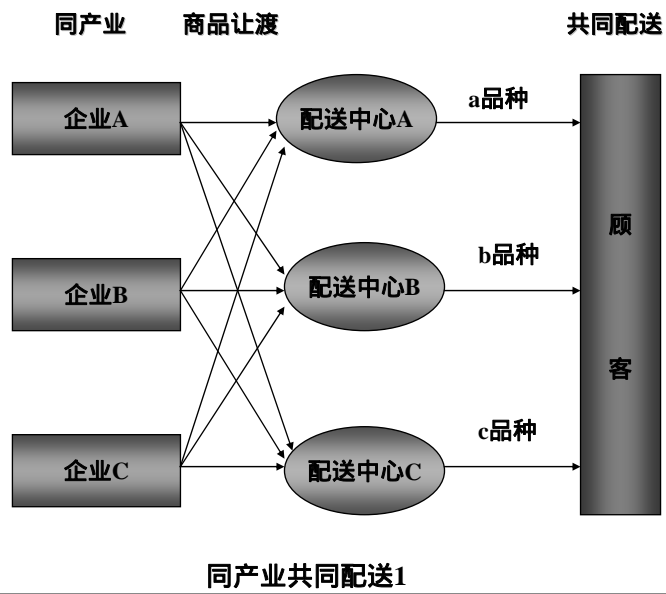 同产业
商品让渡
共同配送
企业A
配送中心A
a品种
顾
企业B
配送中心B
b品种
客
企业C
配送中心C
c品种
同产业共同配送1